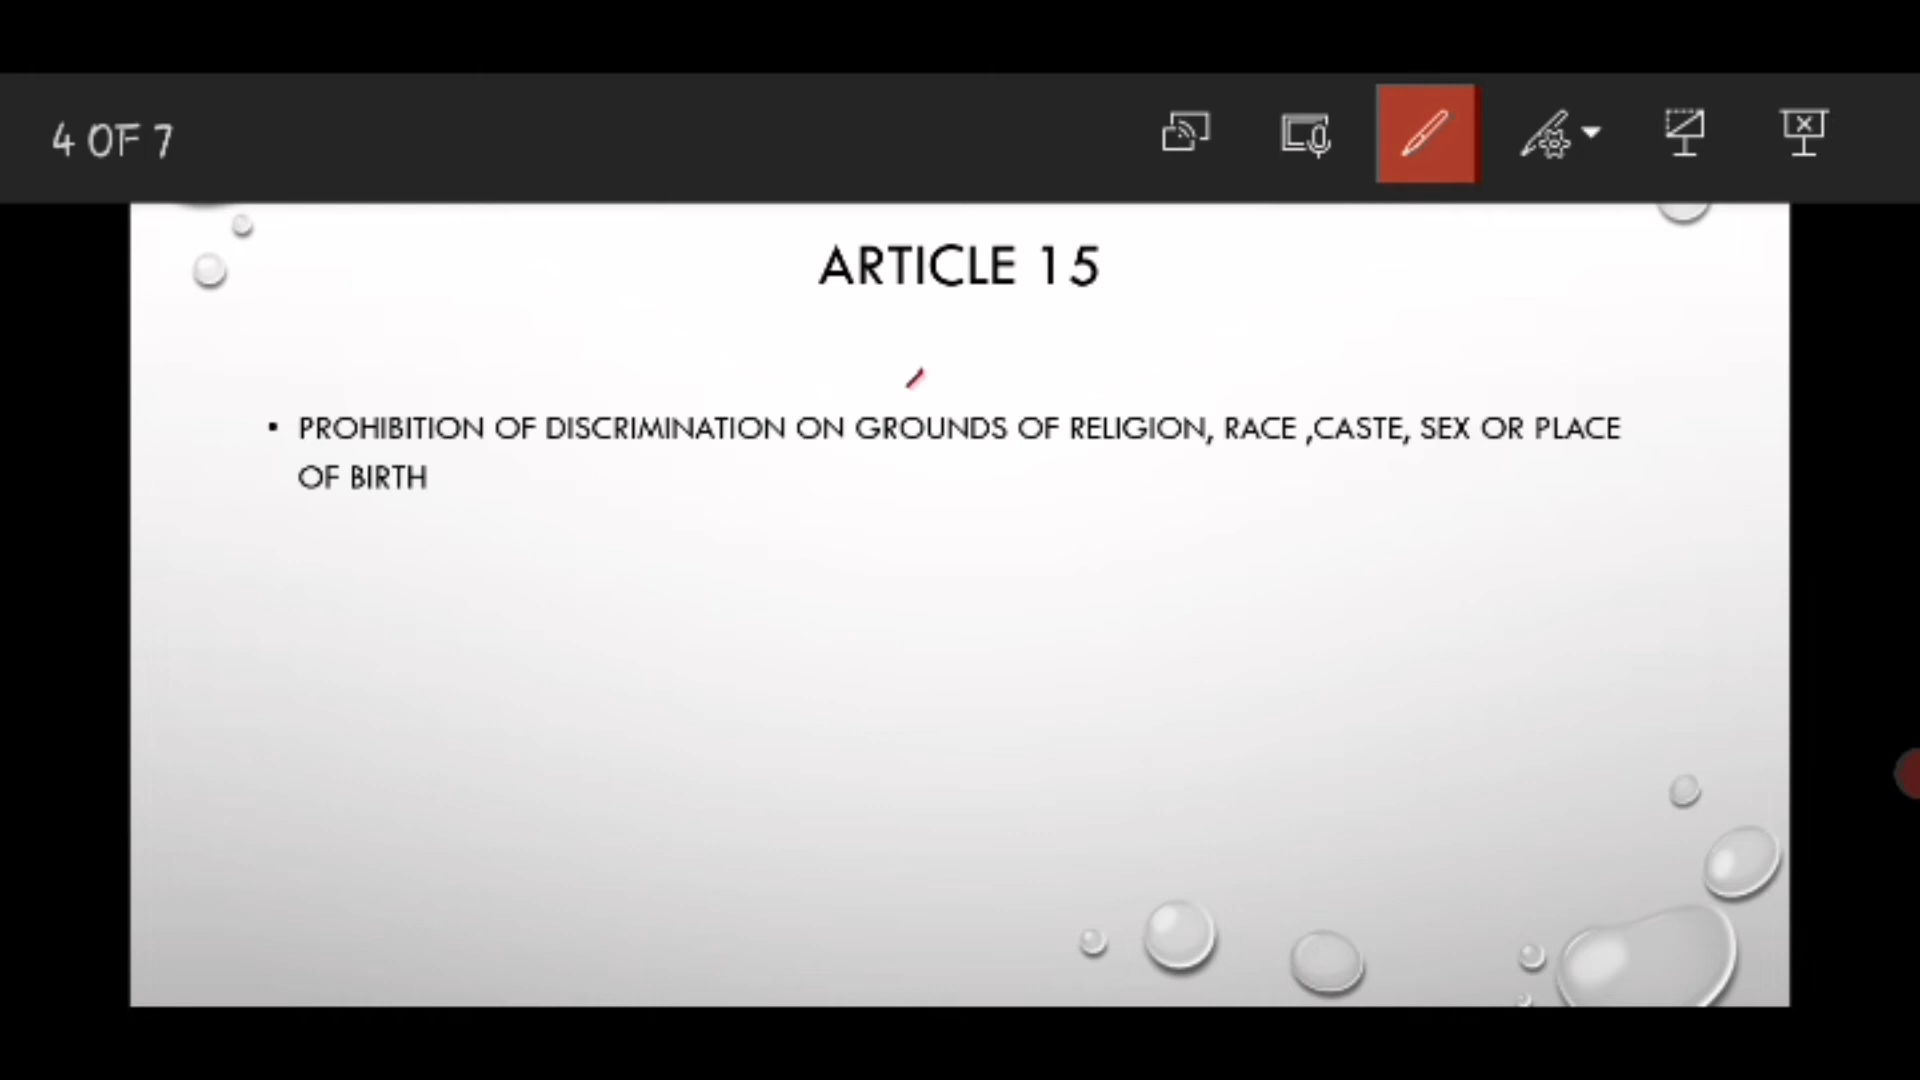 4 OF 7
ARTICLE 15
• PROHIBITION OF DISCRIMINATION ON GROUNDS OF RELIGION, RACE ,CASTE, SEX OR PLACE
OF BIRTH